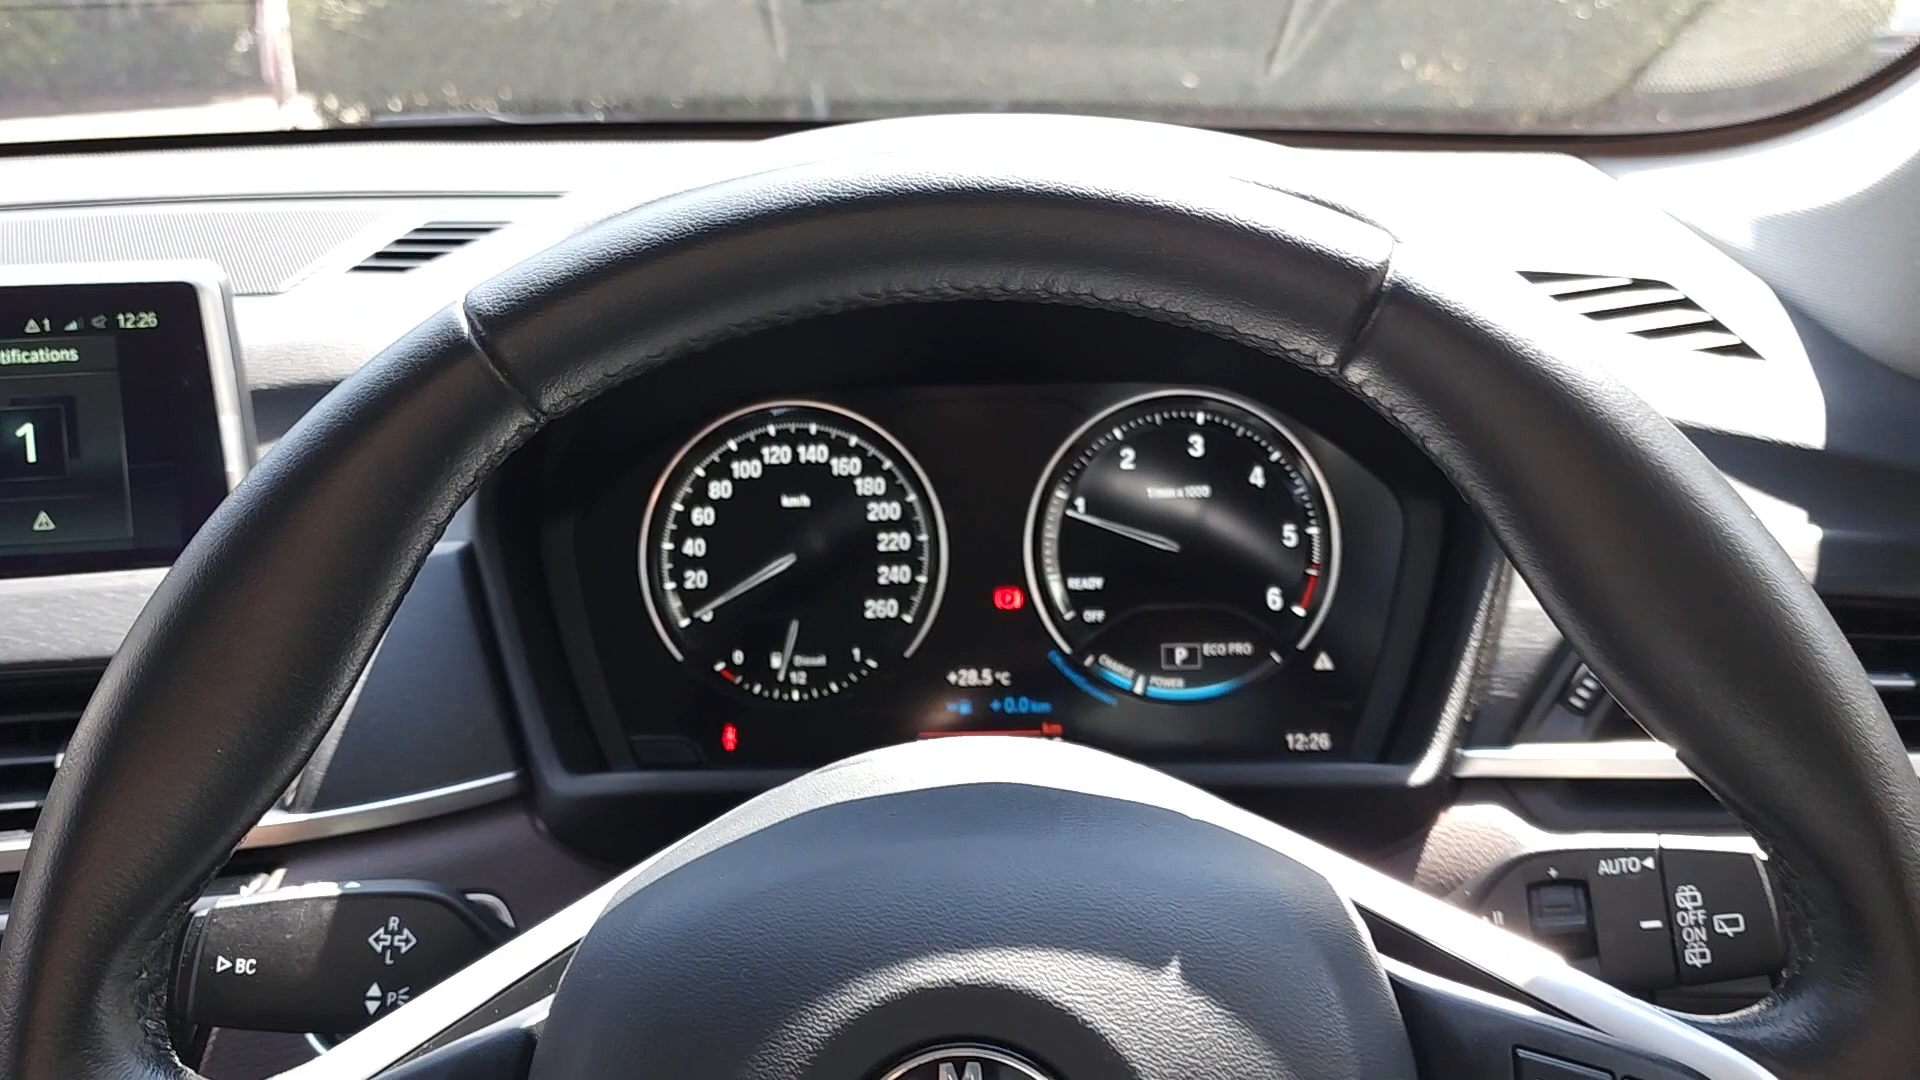 1 12:26
tifications
1
km/h
0
20
40
60
80
100
120
140
160
180
200
220
240
260
0 1/2 1
Diesel
+28.5 °C
+0.0 km
km
1/min x 1000
1
2
3
4
5
6
READY
OFF
P ECO PRO
CHARGE POWER
12:26
BC
R
L
P
AUTO
OFF
ON